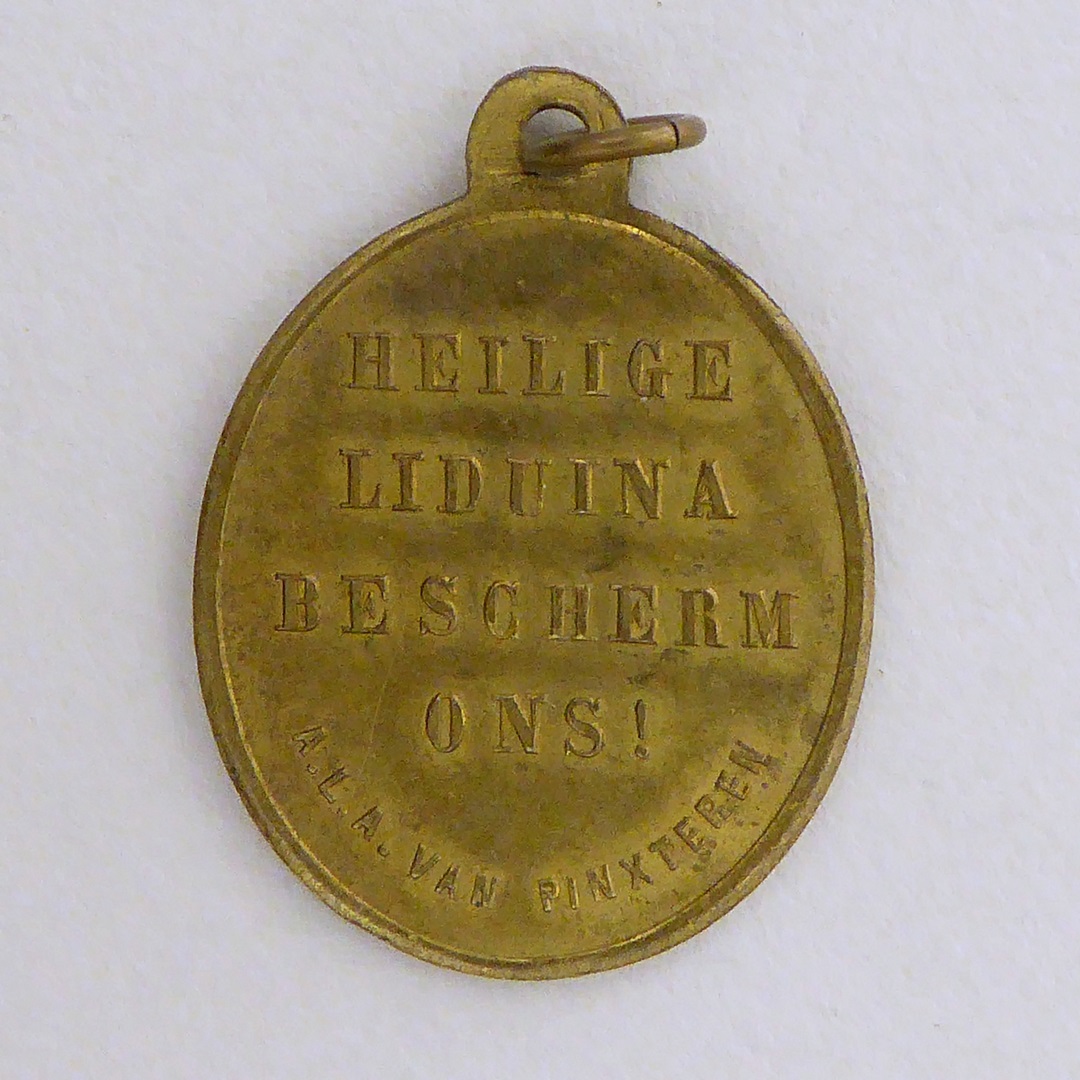 HEILIGE
LIDUINA
BESCHERM
ONS!
A.L.A. VAN PINXTEREN